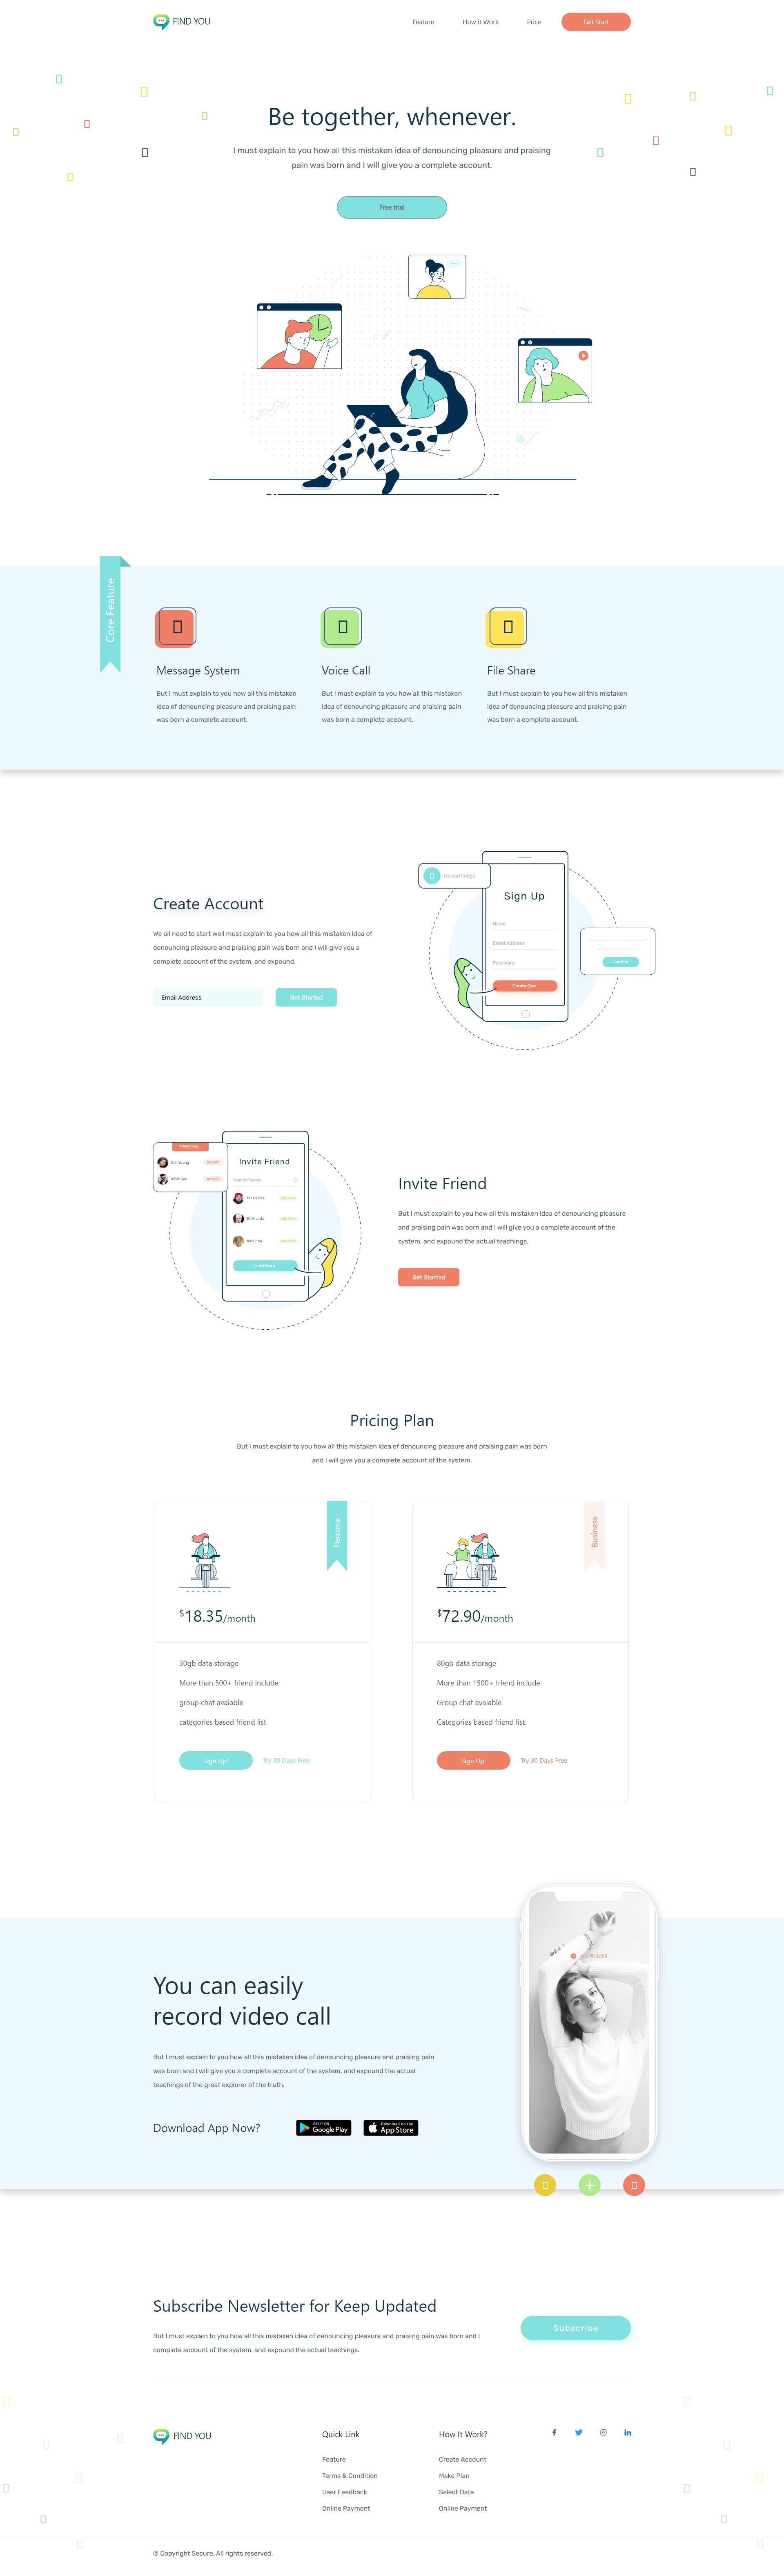 FIND YOU
Feature
How it Work
Price
Get Start
Be together, whenever.
I must explain to you how all this mistaken idea of denouncing pleasure and praising
pain was born and I will give you a complete account.
Free trial
Core Feature
Message System
But I must explain to you how all this mistaken
idea of denouncing pleasure and praising pain
was born a complete account.
Voice Call
But I must explain to you how all this mistaken
idea of denouncing pleasure and praising pain
was born a complete account.
File Share
But I must explain to you how all this mistaken
idea of denouncing pleasure and praising pain
was born a complete account.
Create Account
We all need to start well must explain to you how all this mistaken idea of
denouncing pleasure and praising pain was born and I will give you a
complete account of the system, and expound.
Email Address
Get Started
Upload Image
Sign Up
Name
Email Address
Password
Create One
Invite Friend
Search Friends
Load More
Invite Friend
But I must explain to you how all this mistaken idea of denouncing pleasure
and praising pain was born and I will give you a complete account of the
system, and expound the actual teachings.
Get Started
Pricing Plan
But I must explain to you how all this mistaken idea of denouncing pleasure and praising pain was born
and I will give you a complete account of the system.
Personal
$18.35/month
30gb data storage
More than 500+ friend include
group chat avaiable
categories based friend list
Sign Up!
Try 30 Days Free
Business
$72.90/month
80gb data storage
More than 1500+ friend include
Group chat avaiable
Categories based friend list
Sign Up!
Try 30 Days Free
You can easily
record video call
But I must explain to you how all this mistaken idea of denouncing pleasure and praising pain
was born and I will give you a complete account of the system, and expound the actual
teachings of the great explorer of the truth.
Download App Now?
GET IT ON
Google Play
Download on the
App Store
Subscribe Newsletter for Keep Updated
But I must explain to you how all this mistaken idea of denouncing pleasure and praising pain was born and I
complete account of the system, and expound the actual teachings.
Subscribe
FIND YOU
Quick Link
Feature
Terms & Condition
User Feedback
Online Payment
How It Work?
Create Account
Make Plan
Select Date
Online Payment
© Copyright Secure. All rights reserved.